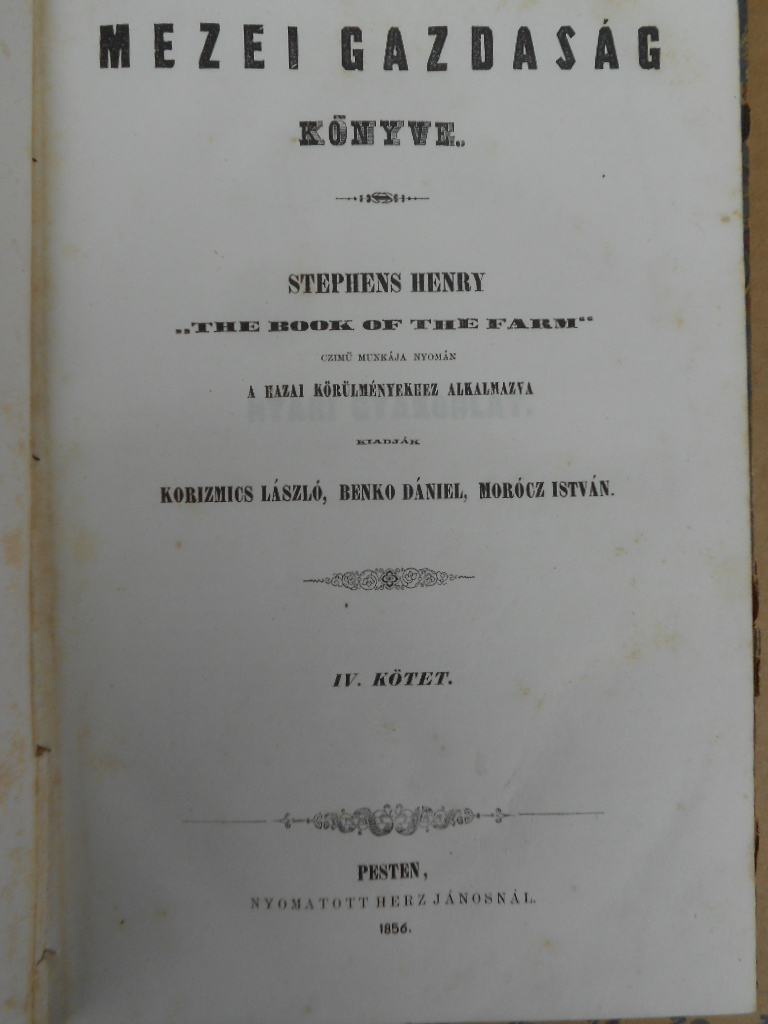 MEZEI GAZDASÁG
KÖNYVE.
STEPHENS HENRY
„THE BOOK OF THE FARM“
CZIMŰ MUNKÁJA NYOMÁN
A HAZAI KÖRÜLMÉNYEKHEZ ALKALMAZVA
KIADJÁK
KORIZMICS LÁSZLÓ, BENKO DÁNIEL, MORÓCZ ISTVÁN.
IV. KÖTET.
PESTEN,
NYOMATOTT HERZ JÁNOSNÁL.
1856.